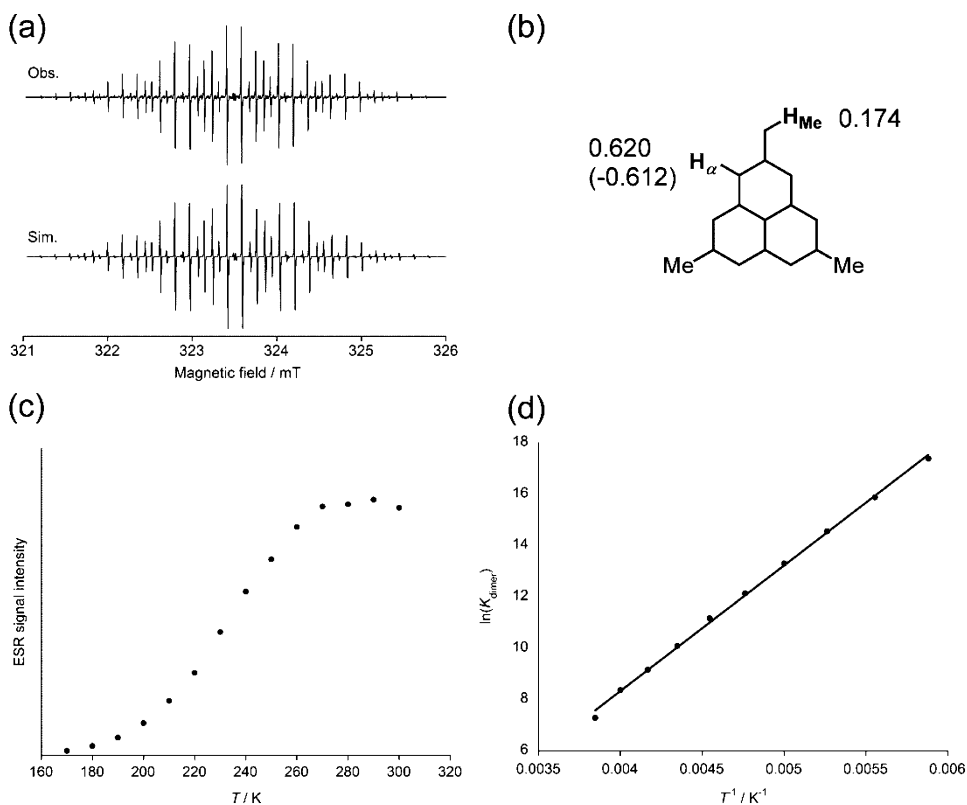 (a)
Obs.
Sim.
321 322 323 324 325 326
Magnetic field / mT
(b)
H_Me 0.174
0.620
H_α
(-0.612)
Me Me
(c)
ESR signal intensity
160 180 200 220 240 260 280 300 320
T / K
(d)
18
16
14
12
10
8
6
ln(K_dimer)
0.0035 0.004 0.0045 0.005 0.0055 0.006
T⁻¹ / K⁻¹